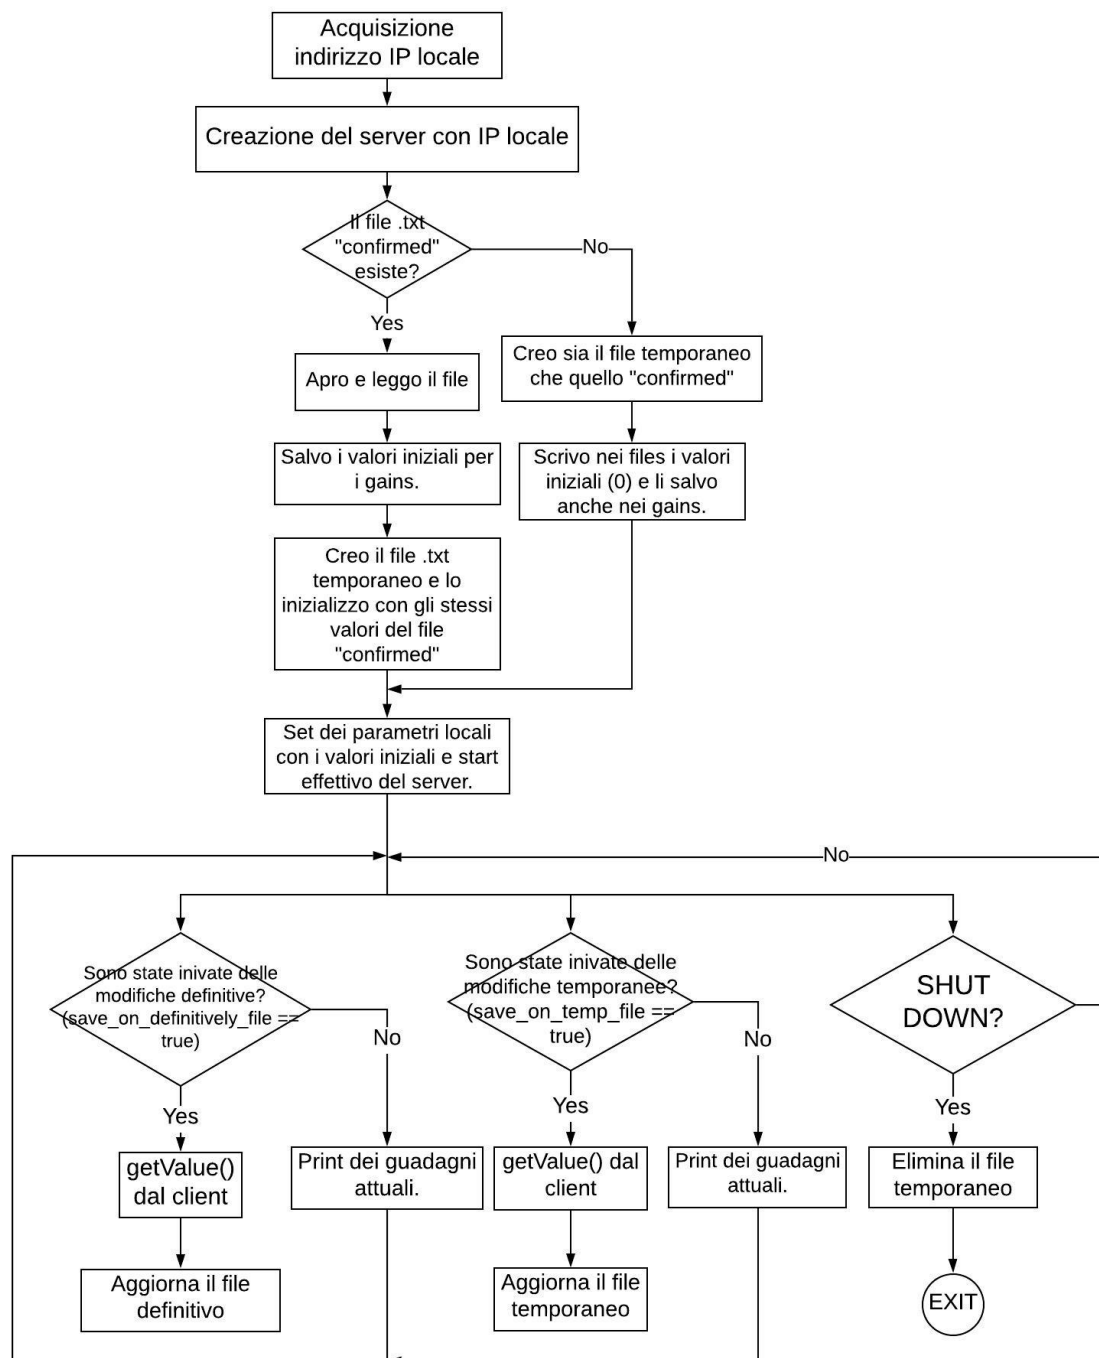 Acquisizione
indirizzo IP locale
Creazione del server con IP locale
Il file .txt
"confirmed"
esiste?
No
Yes
Creo sia il file temporaneo
che quello "confirmed"
Apro e leggo il file
Salvo i valori iniziali per
i gains.
Scrivo nei files i valori
iniziali (0) e li salvo
anche nei gains.
Creo il file .txt
temporaneo e lo
inizializzo con gli stessi
valori del file
"confirmed"
Set dei parametri locali
con i valori iniziali e start
effettivo del server.
No
Sono state inivate delle
modifiche definitive?
(save_on_definitively_file ==
true)
No
Yes
Sono state inivate delle
modifiche temporanee?
(save_on_temp_file ==
true)
No
Yes
SHUT
DOWN?
Yes
getValue()
dal client
Print dei guadagni
attuali.
getValue() dal
client
Print dei guadagni
attuali.
Elimina il file
temporaneo
Aggiorna il file
definitivo
Aggiorna il file
temporaneo
EXIT